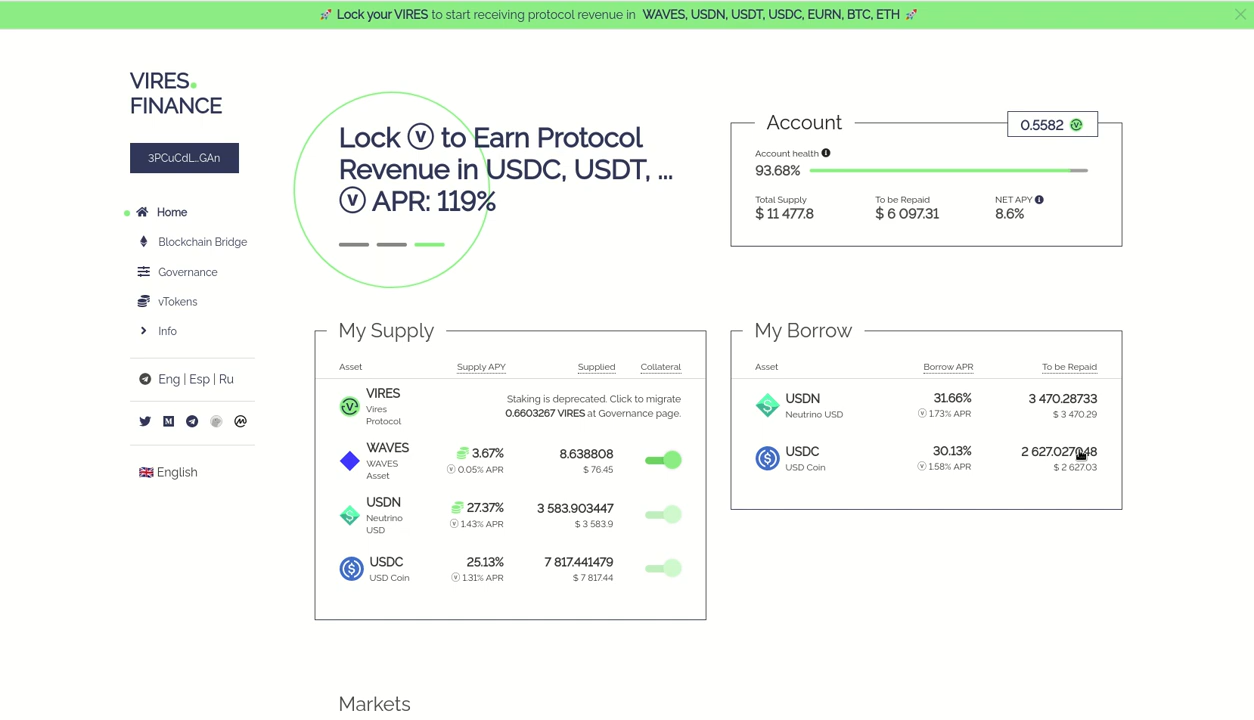 🚀 Lock your VIRES to start receiving protocol revenue in WAVES, USDN, USDT, USDC, EURN, BTC, ETH 🚀
VIRES.
FINANCE
3PCuCdL...GAn
Home
Blockchain Bridge
Governance
vTokens
Info
Eng | Esp | Ru
🇬🇧 English
Lock ⓥ to Earn Protocol
Revenue in USDC, USDT, ...
ⓥ APR: 119%
Account
0.5582
Account health
93.68%
Total Supply
To be Repaid
NET APY
$ 11 477.8
$ 6 097.31
8.6%
My Supply
Asset
Supply APY
Supplied
Collateral
VIRES
Vires
Protocol
Staking is deprecated. Click to migrate
0.6603267 VIRES at Governance page.
WAVES
WAVES
Asset
3.67%
ⓥ 0.05% APR
8.638808
$ 76.45
USDN
Neutrino
USD
27.37%
ⓥ 1.43% APR
3 583.903447
$ 3 583.9
USDC
USD Coin
25.13%
ⓥ 1.31% APR
7 817.441479
$ 7 817.44
My Borrow
Asset
Borrow APR
To be Repaid
USDN
Neutrino USD
31.66%
ⓥ 1.73% APR
3 470.28733
$ 3 470.29
USDC
USD Coin
30.13%
ⓥ 1.58% APR
2 627.027048
$ 2 627.03
Markets